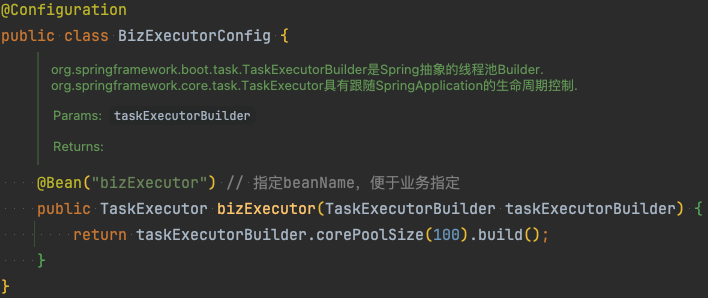 @Configuration
public class BizExecutorConfig {
org.springframework.boot.task.TaskExecutorBuilder是Spring抽象的线程池Builder.
org.springframework.core.task.TaskExecutor具有跟随SpringApplication的生命周期控制.
Params: taskExecutorBuilder
Returns:
@Bean("bizExecutor") // 指定beanName，便于业务指定
public TaskExecutor bizExecutor(TaskExecutorBuilder taskExecutorBuilder) {
return taskExecutorBuilder.corePoolSize(100).build();
}
}